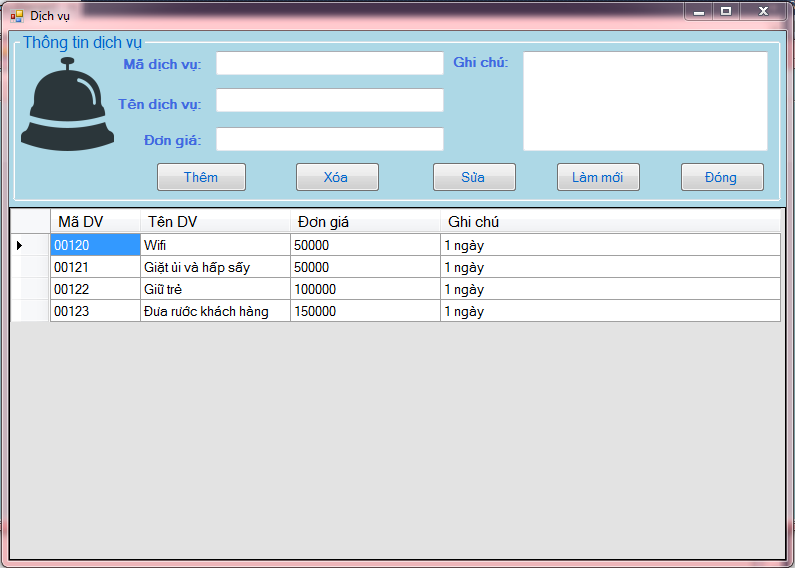 Dịch vụ
Thông tin dịch vụ
Mã dịch vụ:
Ghi chú:
Tên dịch vụ:
Đơn giá:
Thêm Xóa Sửa Làm mới Đóng
Mã DV Tên DV Đơn giá Ghi chú
00120 Wifi 50000 1 ngày
00121 Giặt ủi và hấp sấy 50000 1 ngày
00122 Giữ trẻ 100000 1 ngày
00123 Đưa rước khách hàng 150000 1 ngày